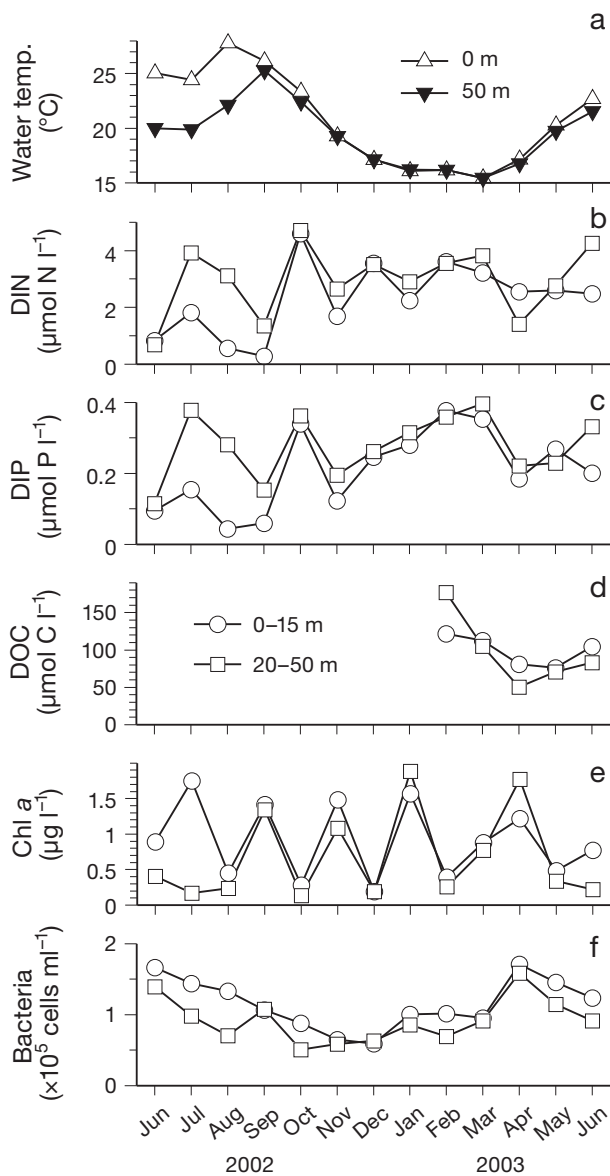 a
Water temp.
(°C)
25
20
15
0 m
50 m
b
DIN
(µmol N l⁻¹)
4
2
0
c
DIP
(µmol P l⁻¹)
0.4
0.2
0
d
DOC
(µmol C l⁻¹)
150
100
50
0
0–15 m
20–50 m
e
Chl a
(µg l⁻¹)
1.5
1
0.5
0
f
Bacteria
(×10⁵ cells ml⁻¹)
2
1
0
Jun Jul Aug Sep Oct Nov Dec Jan Feb Mar Apr May Jun
2002 2003